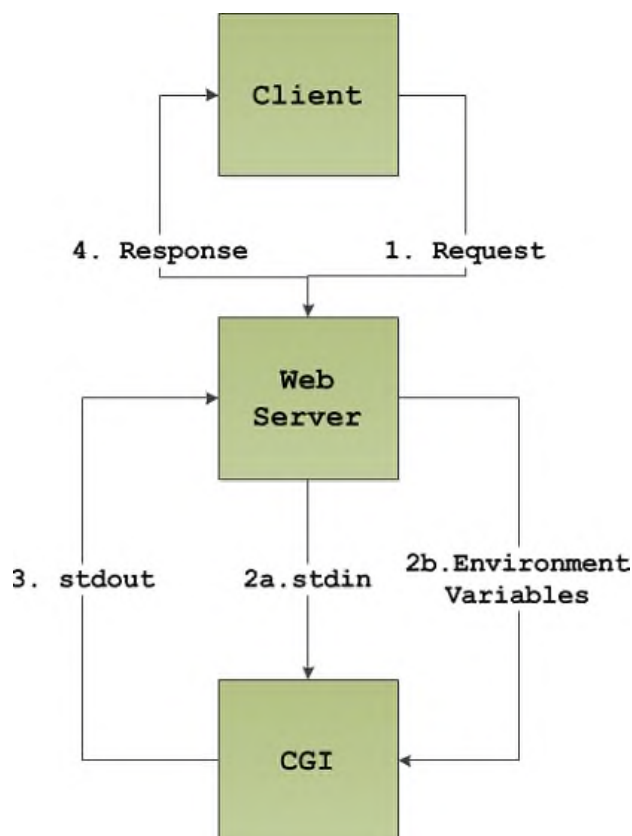 Client
4. Response
1. Request
Web
Server
3. stdout
2a.stdin
2b.Environment
Variables
CGI